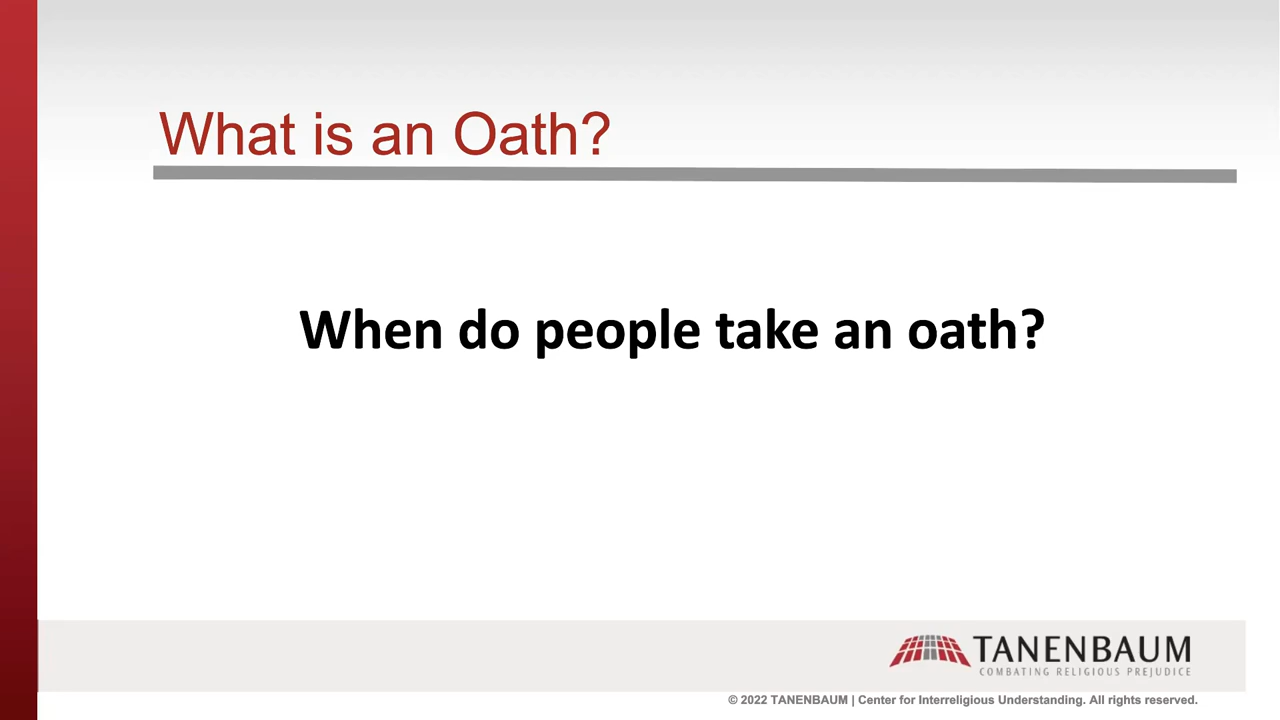 What is an Oath?
When do people take an oath?
TANENBAUM
COMBATING RELIGIOUS PREJUDICE
© 2022 TANENBAUM | Center for Interreligious Understanding. All rights reserved.